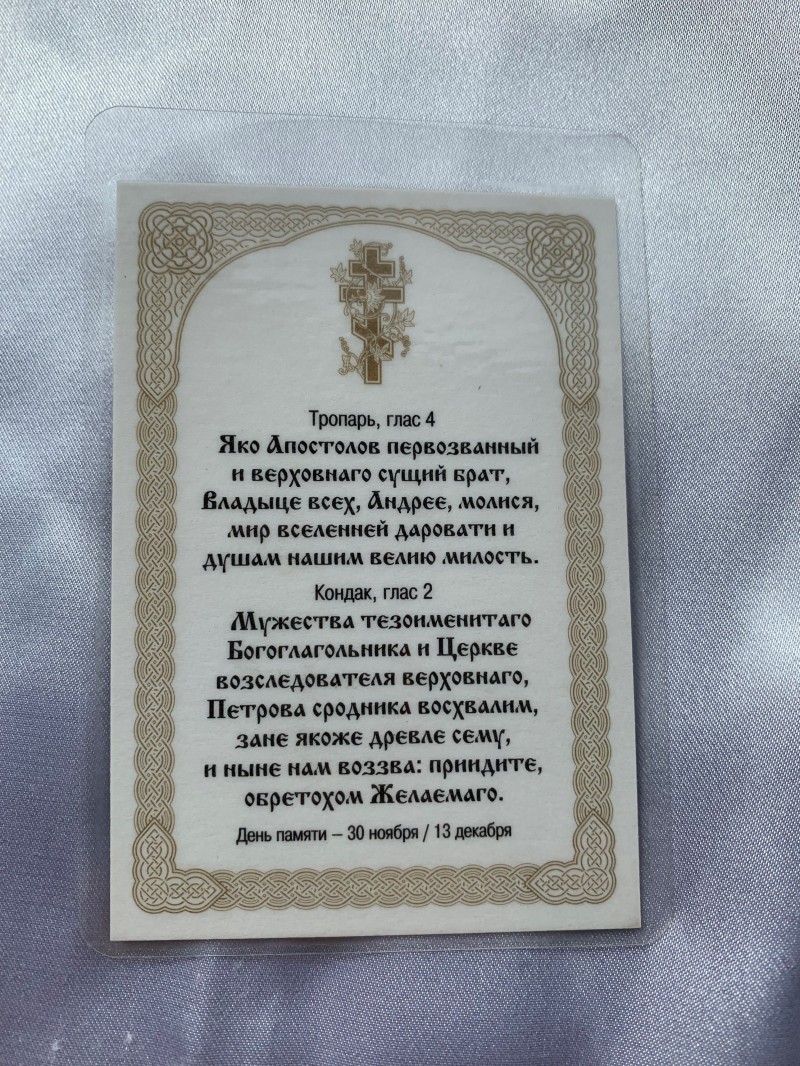 Тропарь, глас 4
Яко Апостолов первозванный
и верховнаго сущий брат,
Владыце всех, Андрее, молися,
мир вселенней даровати и
душам нашим велию милость.
Кондак, глас 2
Мужества тезоименитаго
Богоглагольника и Церкве
возследователя верховнаго,
Петрова сродника восхвалим,
зане якоже древле сему,
и ныне нам воззва: приидите,
обретохом Желаемаго.
День памяти – 30 ноября / 13 декабря